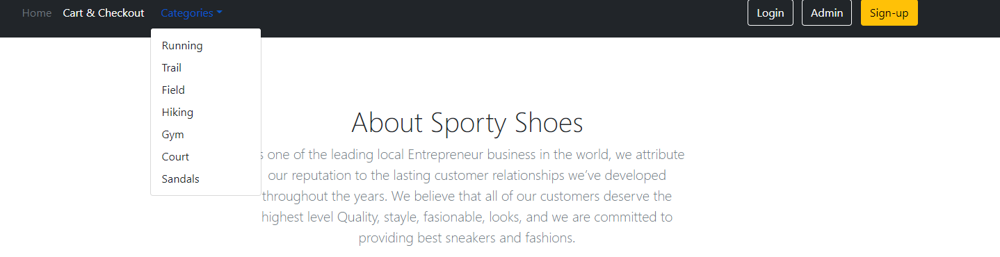 Home Cart & Checkout Categories Login Admin Sign-up
Running
Trail
Field
Hiking
Gym
Court
Sandals
About Sporty Shoes
one of the leading local Entrepreneur business in the world, we attribute
our reputation to the lasting customer relationships we've developed
throughout the years. We believe that all of our customers deserve the
highest level Quality, stayle, fasionable, looks, and we are committed to
providing best sneakers and fashions.